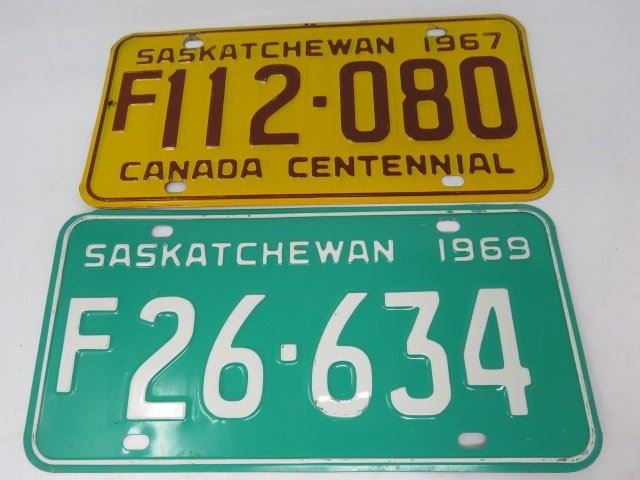 SASKATCHEWAN 1967
F112·080
CANADA CENTENNIAL
SASKATCHEWAN 1969
F26·634